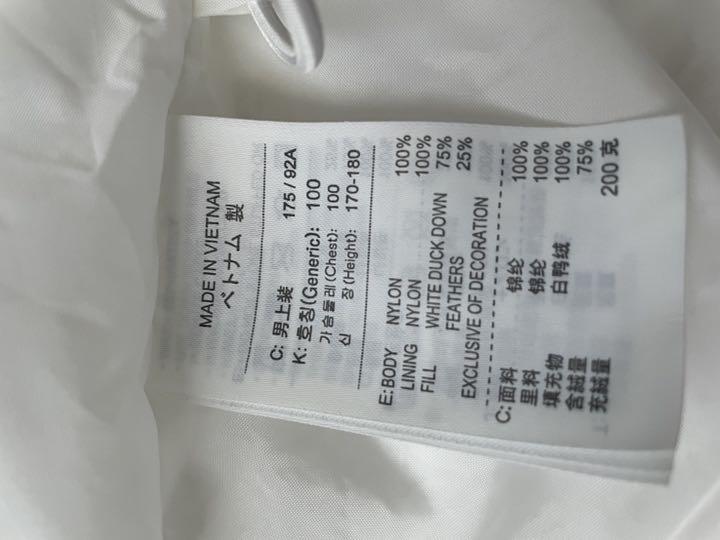 MADE IN VIETNAM
ベトナム 製
C: 男上装 175 / 92A
K: 호칭(Generic): 100
가슴둘레 (Chest): 100
신 장 (Height): 170-180
E: BODY NYLON 100%
LINING NYLON 100%
FILL WHITE DUCK DOWN 75%
FEATHERS 25%
EXCLUSIVE OF DECORATION
C: 面料 锦纶 100%
里料 锦纶 100%
填充物 白鸭绒 100%
含絨量 75%
充絨量 200 克